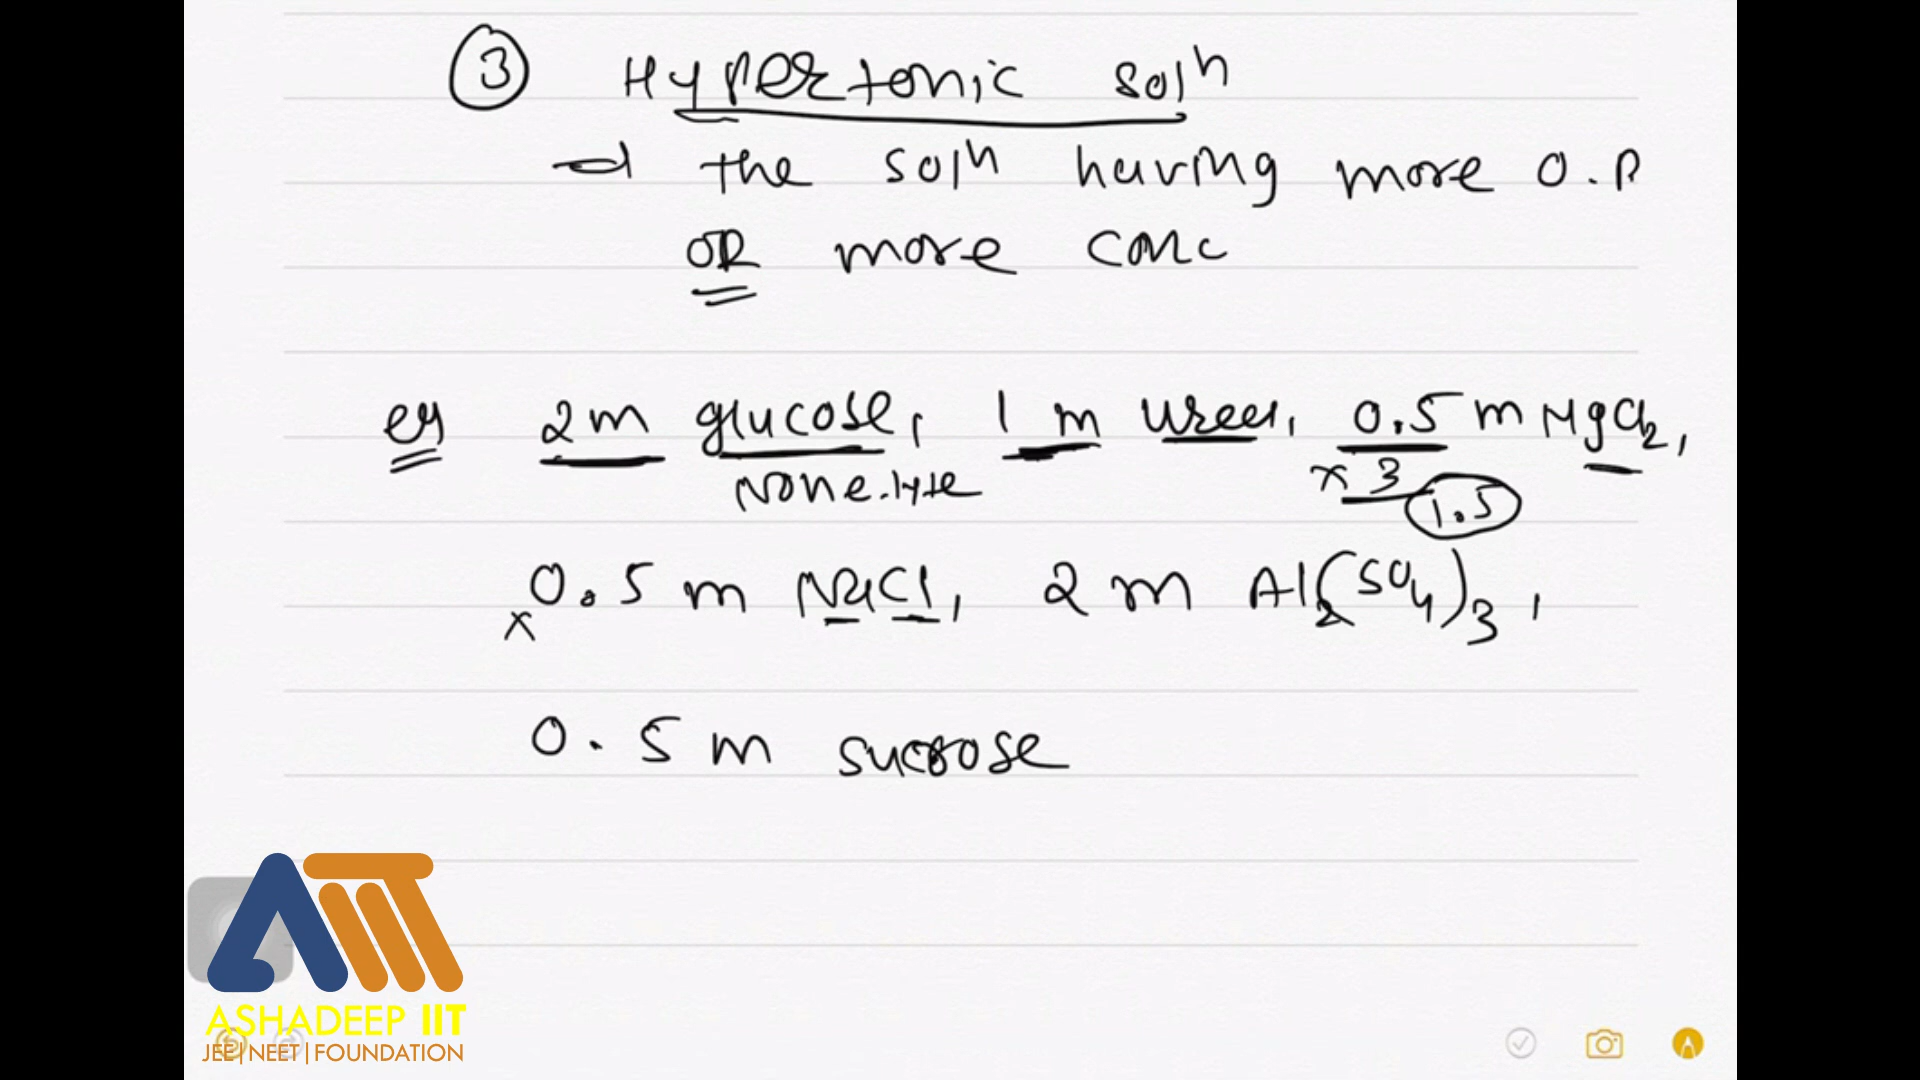 3 Hypertonic solⁿ
→ the solⁿ having more O.P
OR more conc
eg 2m glucose, 1 m urea, 0.5 m MgCl₂,
None.lyte x 3 1.5
0.5 m NaCl, 2 m Al₂(SO₄)₃,
x
0.5 m sucrose
ASHADEEP IIT
JEE|NEET|FOUNDATION